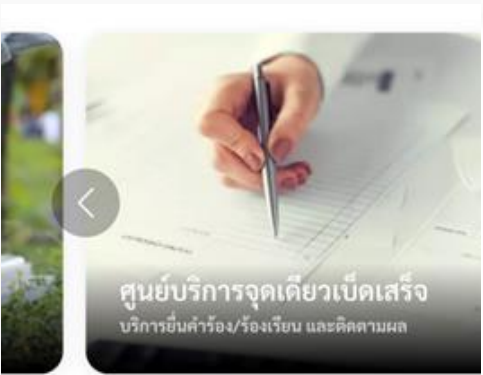 ศูนย์บริการจุดเดียวเบ็ดเสร็จ
บริการยื่นคำร้อง/ร้องเรียน และติดตามผล